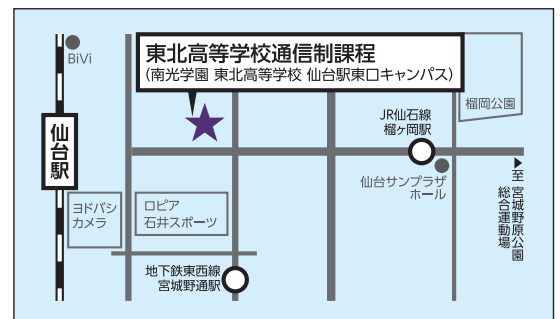 BiVi
東北高等学校通信制課程
(南光学園 東北高等学校 仙台駅東口キャンパス)
榴岡公園
JR仙石線
榴ヶ岡駅
仙台駅
仙台サンプラザ
ホール
▶至 宮城野原公園
総合運動場
ヨドバシ
カメラ
ロピア
石井スポーツ
地下鉄東西線
宮城野通駅